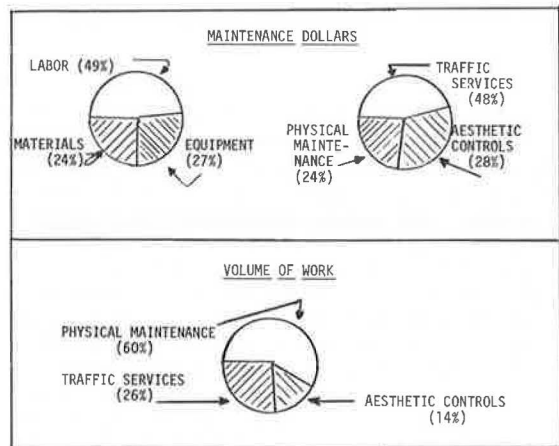 MAINTENANCE DOLLARS
LABOR (49%)
MATERIALS
(24%)
EQUIPMENT
(27%)
TRAFFIC
SERVICES
(48%)
PHYSICAL
MAINTE-
NANCE
(24%)
AESTHETIC
CONTROLS
(28%)
VOLUME OF WORK
PHYSICAL MAINTENANCE
(60%)
TRAFFIC SERVICES
(26%)
AESTHETIC CONTROLS
(14%)